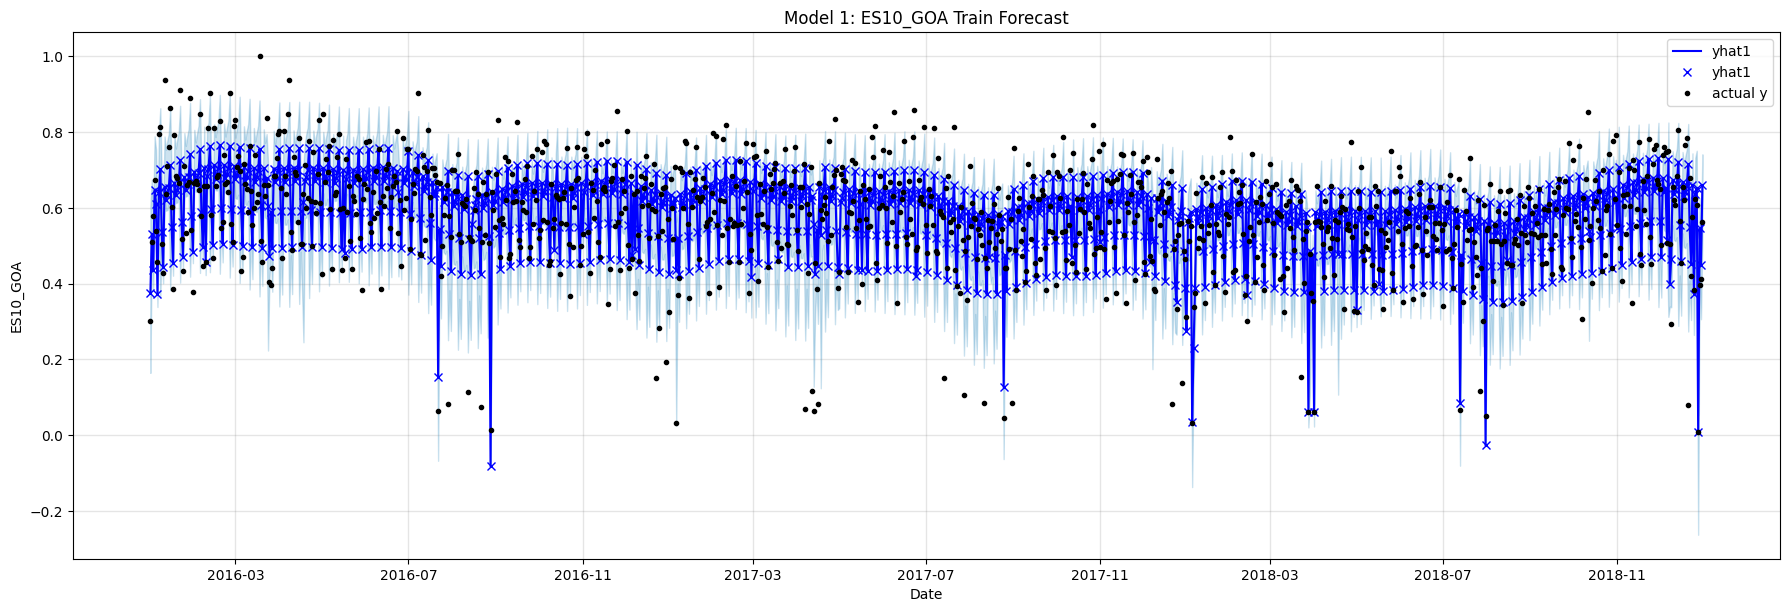 Model 1: ES10_GOA Train Forecast
yhat1
yhat1
actual y
1.0
0.8
0.6
0.4
0.2
0.0
−0.2
ES10_GOA
2016-03
2016-07
2016-11
2017-03
2017-07
2017-11
2018-03
2018-07
2018-11
Date